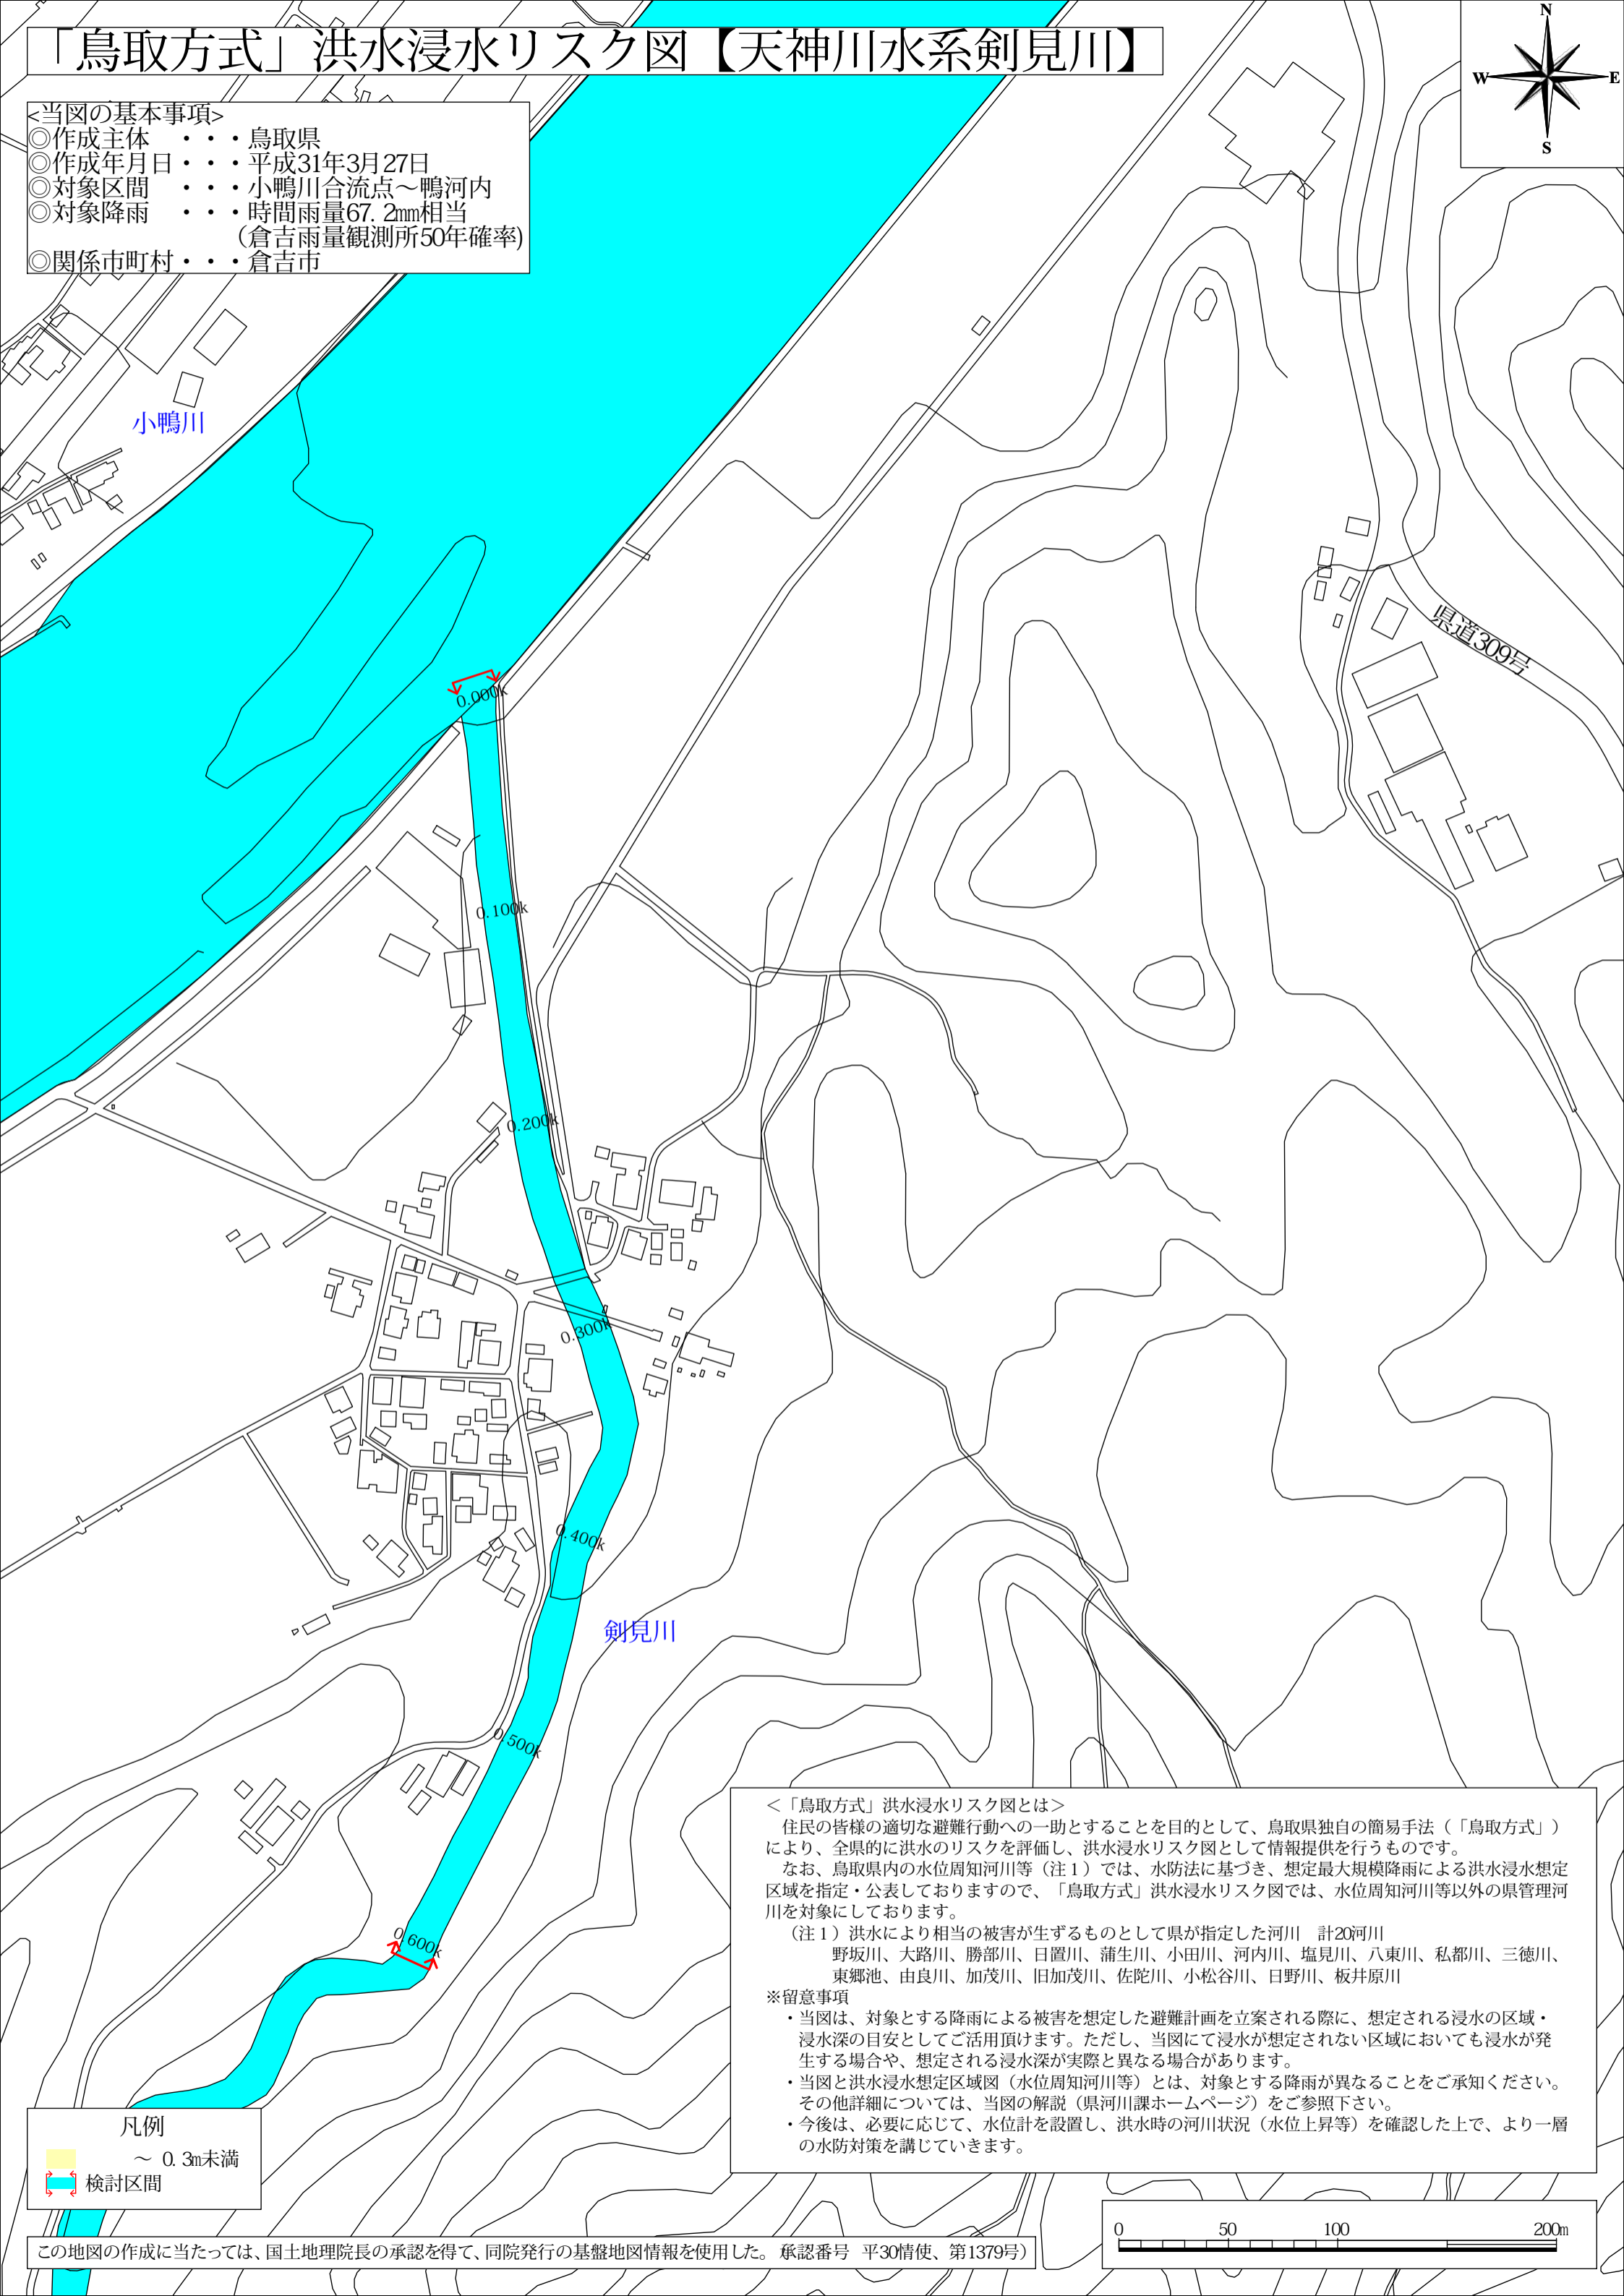 「鳥取方式」洪水浸水リスク図【天神川水系剣見川】
N
W
E
S
<当図の基本事項>
◎作成主体　・・・鳥取県
◎作成年月日・・・平成31年3月27日
◎対象区間　・・・小鴨川合流点～鴨河内
◎対象降雨　・・・時間雨量67.2㎜相当
(倉吉雨量観測所50年確率)
◎関係市町村・・・倉吉市
小鴨川
県道309号
0.000k
0.100k
0.200k
0.300k
0.400k
剣見川
0.500k
0.600k
＜「鳥取方式」洪水浸水リスク図とは＞
住民の皆様の適切な避難行動への一助とすることを目的として、鳥取県独自の簡易手法（「鳥取方式」）
により、全県的に洪水のリスクを評価し、洪水浸水リスク図として情報提供を行うものです。
なお、鳥取県内の水位周知河川等（注１）では、水防法に基づき、想定最大規模降雨による洪水浸水想定
区域を指定・公表しておりますので、「鳥取方式」洪水浸水リスク図では、水位周知河川等以外の県管理河
川を対象にしております。
（注１）洪水により相当の被害が生ずるものとして県が指定した河川　計20河川
野坂川、大路川、勝部川、日置川、蒲生川、小田川、河内川、塩見川、八東川、私都川、三徳川、
東郷池、由良川、加茂川、旧加茂川、佐陀川、小松谷川、日野川、板井原川
※留意事項
・当図は、対象とする降雨による被害を想定した避難計画を立案される際に、想定される浸水の区域・
浸水深の目安としてご活用頂けます。ただし、当図にて浸水が想定されない区域においても浸水が発
生する場合や、想定される浸水深が実際と異なる場合があります。
・当図と洪水浸水想定区域図（水位周知河川等）とは、対象とする降雨が異なることをご承知ください。
その他詳細については、当図の解説（県河川課ホームページ）をご参照下さい。
・今後は、必要に応じて、水位計を設置し、洪水時の河川状況（水位上昇等）を確認した上で、より一層
の水防対策を講じていきます。
凡例
～ 0.3m未満
検討区間
この地図の作成に当たっては、国土地理院長の承認を得て、同院発行の基盤地図情報を使用した。承認番号　平30情使、第1379号）
0 50 100 200m